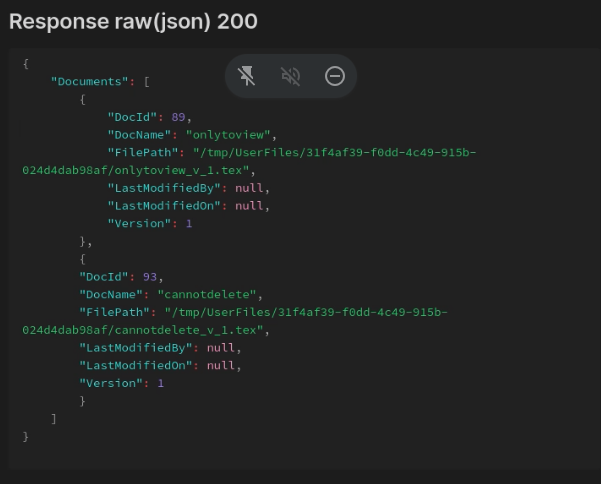 Response raw(json) 200
{
    "Documents": [
        {
            "DocId": 89,
            "DocName": "onlytoview",
            "FilePath": "/tmp/UserFiles/31f4af39-f0dd-4c49-915b-
024d4dab98af/onlytoview_v_1.tex",
            "LastModifiedBy": null,
            "LastModifiedOn": null,
            "Version": 1
        },
        {
        "DocId": 93,
        "DocName": "cannotdelete",
        "FilePath": "/tmp/UserFiles/31f4af39-f0dd-4c49-915b-
024d4dab98af/cannotdelete_v_1.tex",
        "LastModifiedBy": null,
        "LastModifiedOn": null,
        "Version": 1
        }
    ]
}